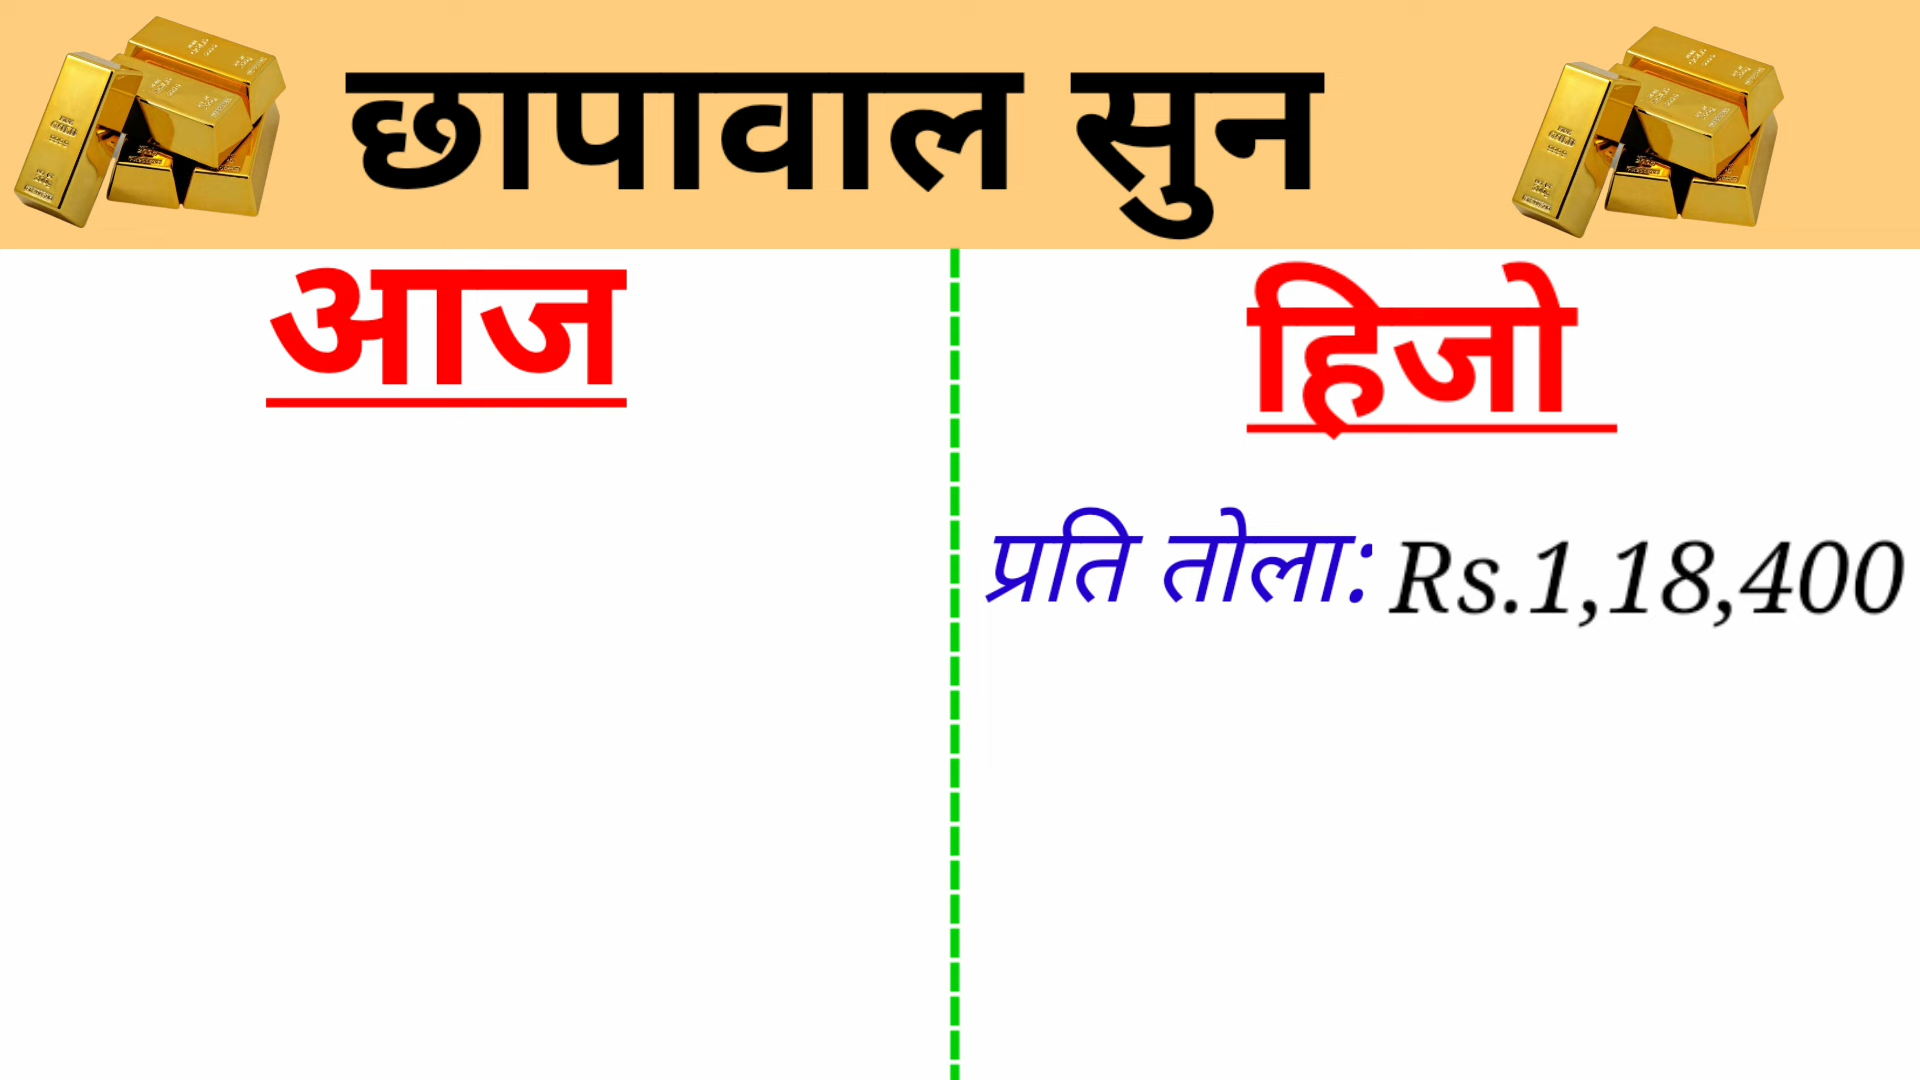 छापावाल सुन
आज
हिजो
प्रति तोला: Rs.1,18,400